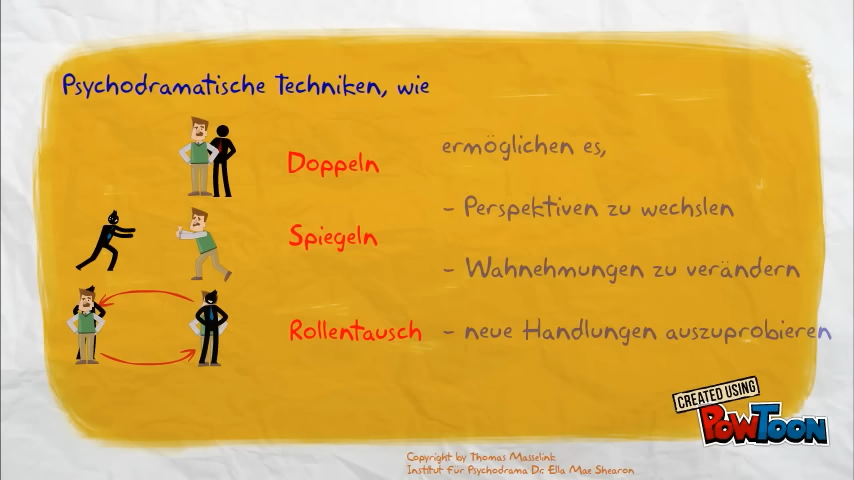 Psychodramatische Techniken, wie
Doppeln
Spiegeln
Rollentausch
ermöglichen es,
- Perspektiven zu wechslen
- Wahnehmungen zu verändern
- neue Handlungen auszuprobieren
CREATED USING
POWTOON
Copyright by Thomas Masselink
Institut für Psychodrama Dr. Ella Mae Shearon